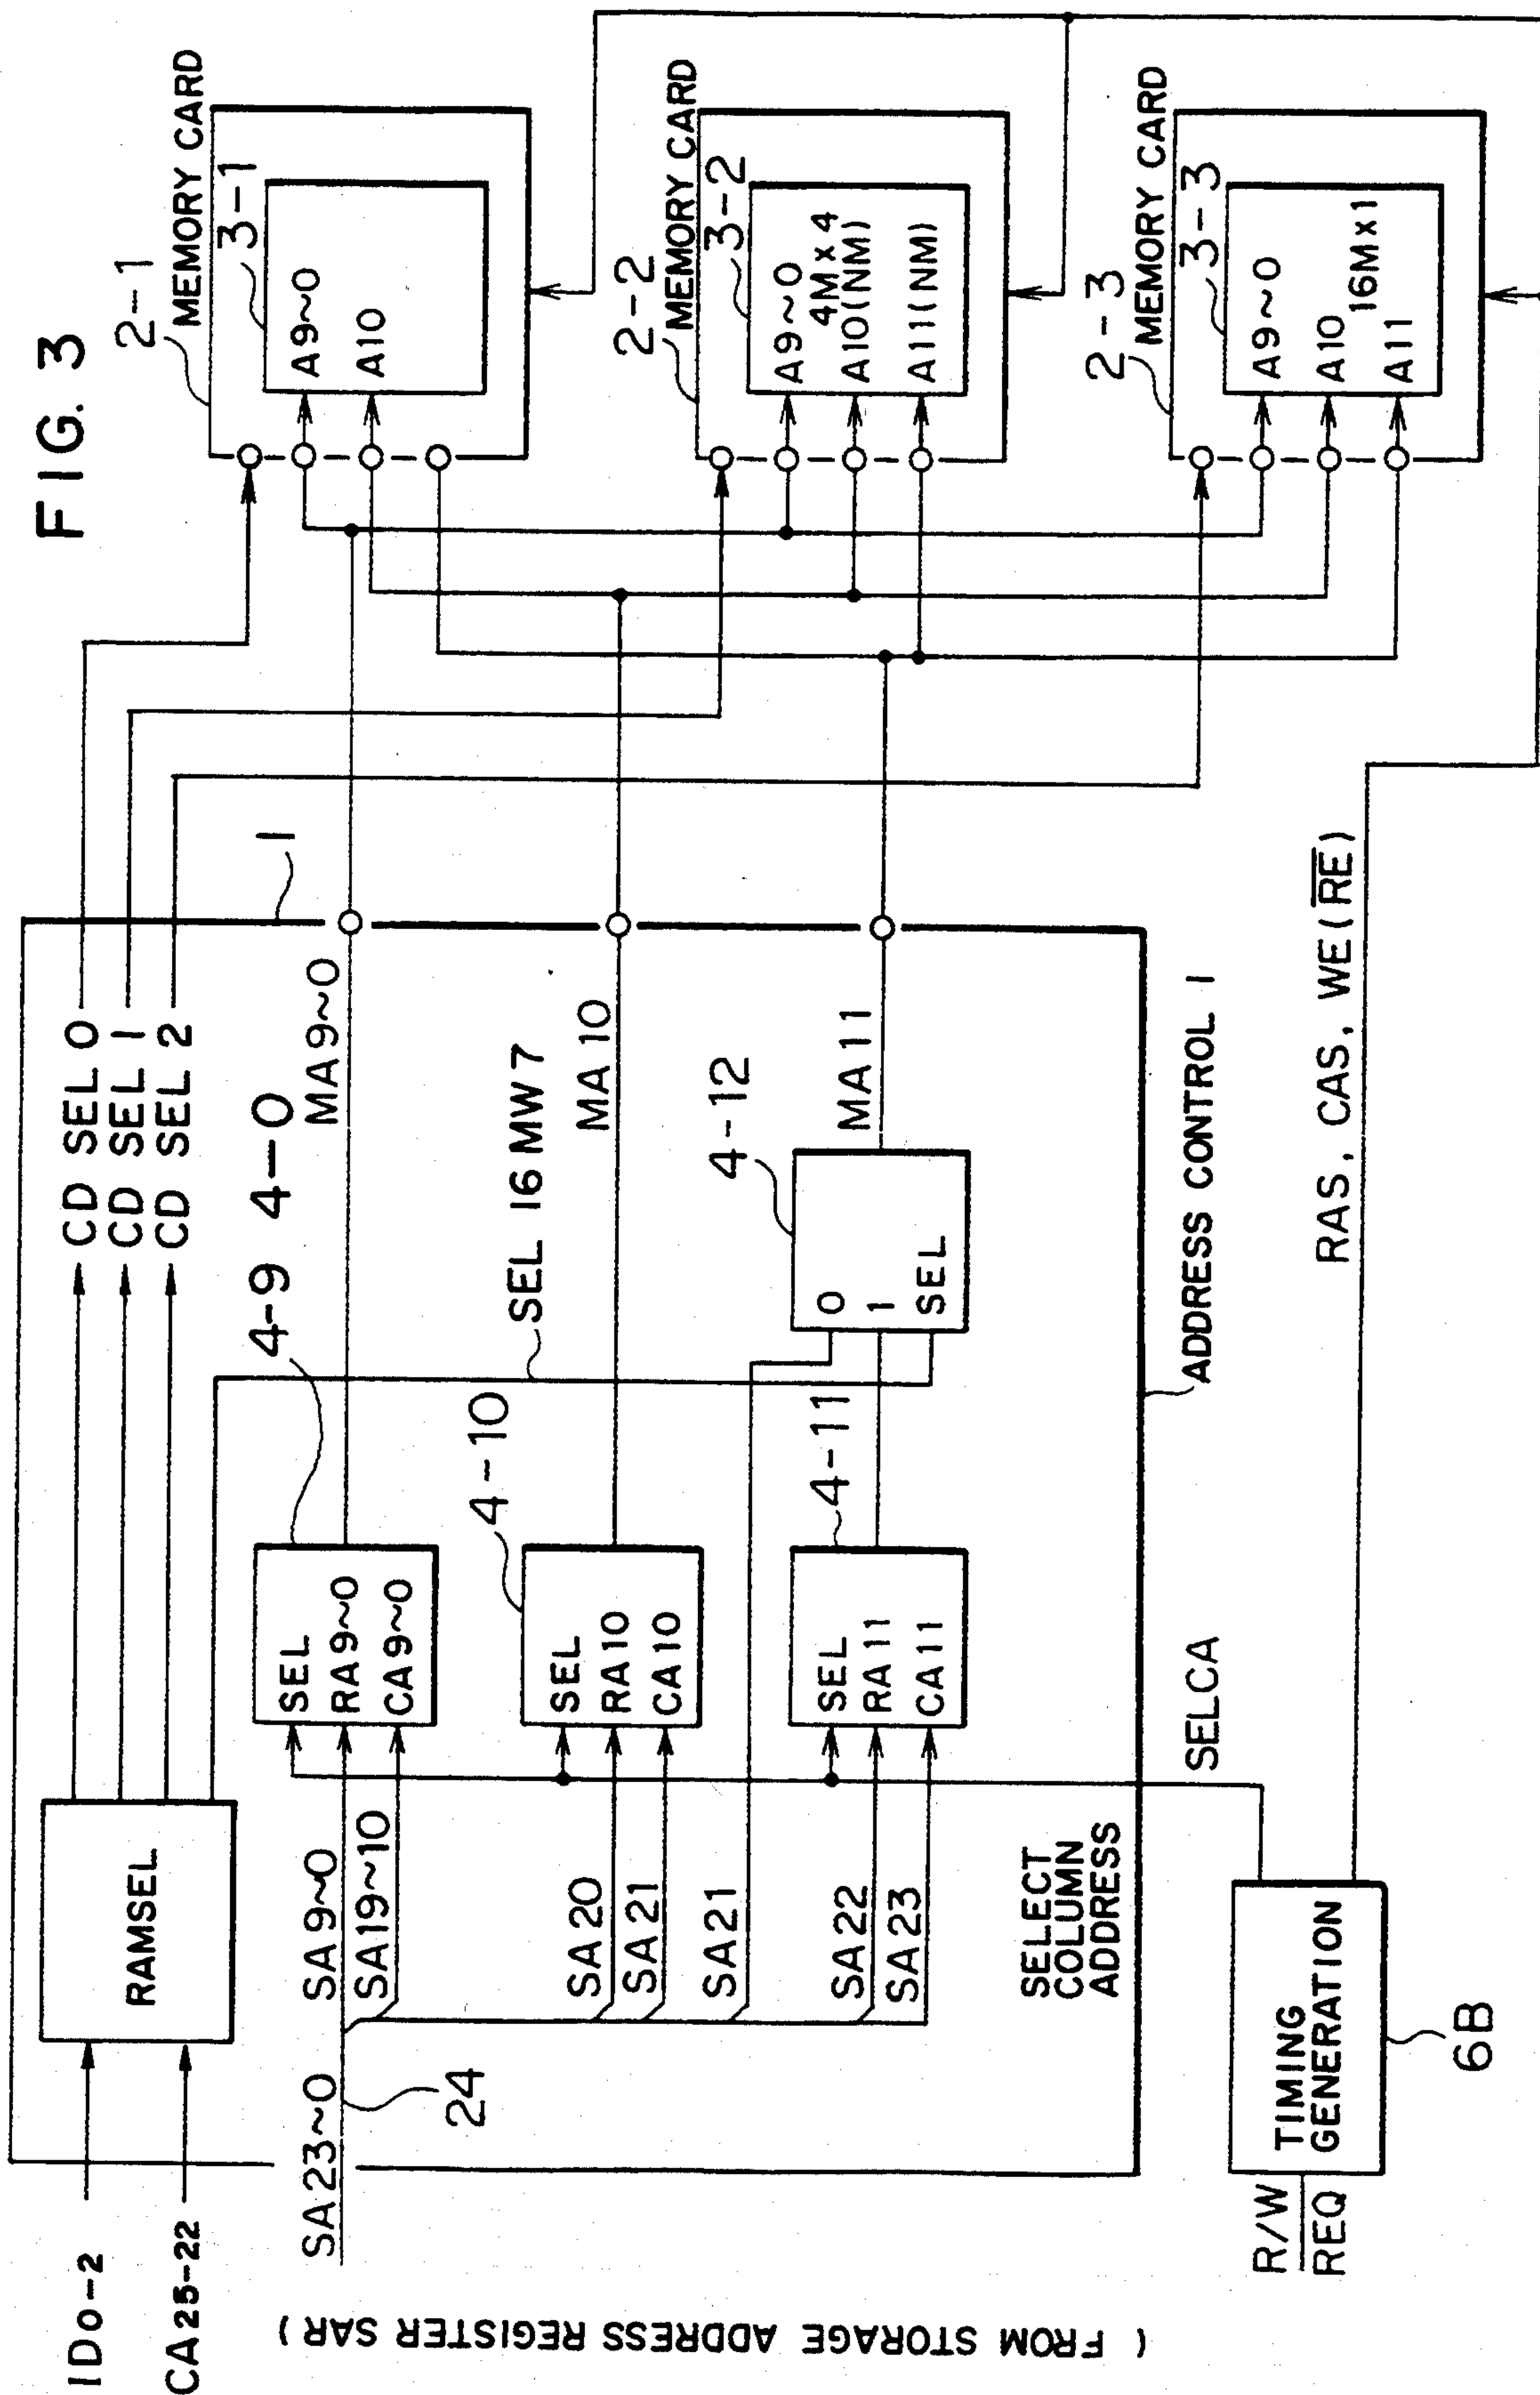 FIG. 3
ID0-2
CA25-22
RAMSEL
CD SEL 0
CD SEL 1
CD SEL 2
1
2-1
MEMORY CARD
3-1
A9~0
A10
(FROM STORAGE ADDRESS REGISTER SAR)
SA23~0
24
SA9~0
SA19~10
SEL
RA9~0
CA9~0
4-9 4-0
MA9~0
SA20
SA21
SEL
RA10
CA10
4-10
SEL 16MW7
MA10
2-2
MEMORY CARD
3-2
A9~0
4M x 4
A10(NM)
A11(NM)
SA21
SA22
SA23
SEL
RA11
CA11
4-11
0
1
SEL
4-12
MA11
SELECT
COLUMN
ADDRESS
SELCA
ADDRESS CONTROL 1
2-3
MEMORY CARD
3-3
A9~0
A10
16M x 1
A11
R/W
REQ
TIMING
GENERATION
6B
RAS, CAS, WE(R̅E̅)